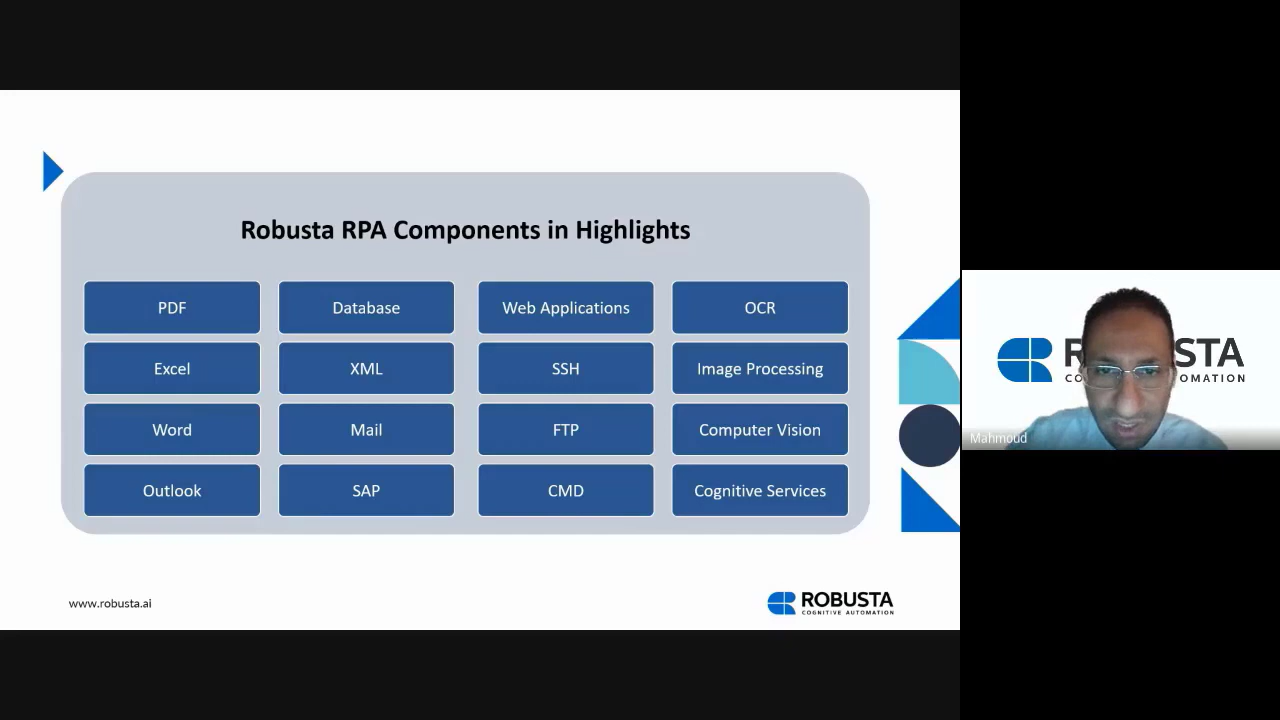 Robusta RPA Components in Highlights
PDF Database Web Applications OCR
Excel XML SSH Image Processing
Word Mail FTP Computer Vision
Outlook SAP CMD Cognitive Services
www.robusta.ai
ROBUSTA
COGNITIVE AUTOMATION
Mahmoud